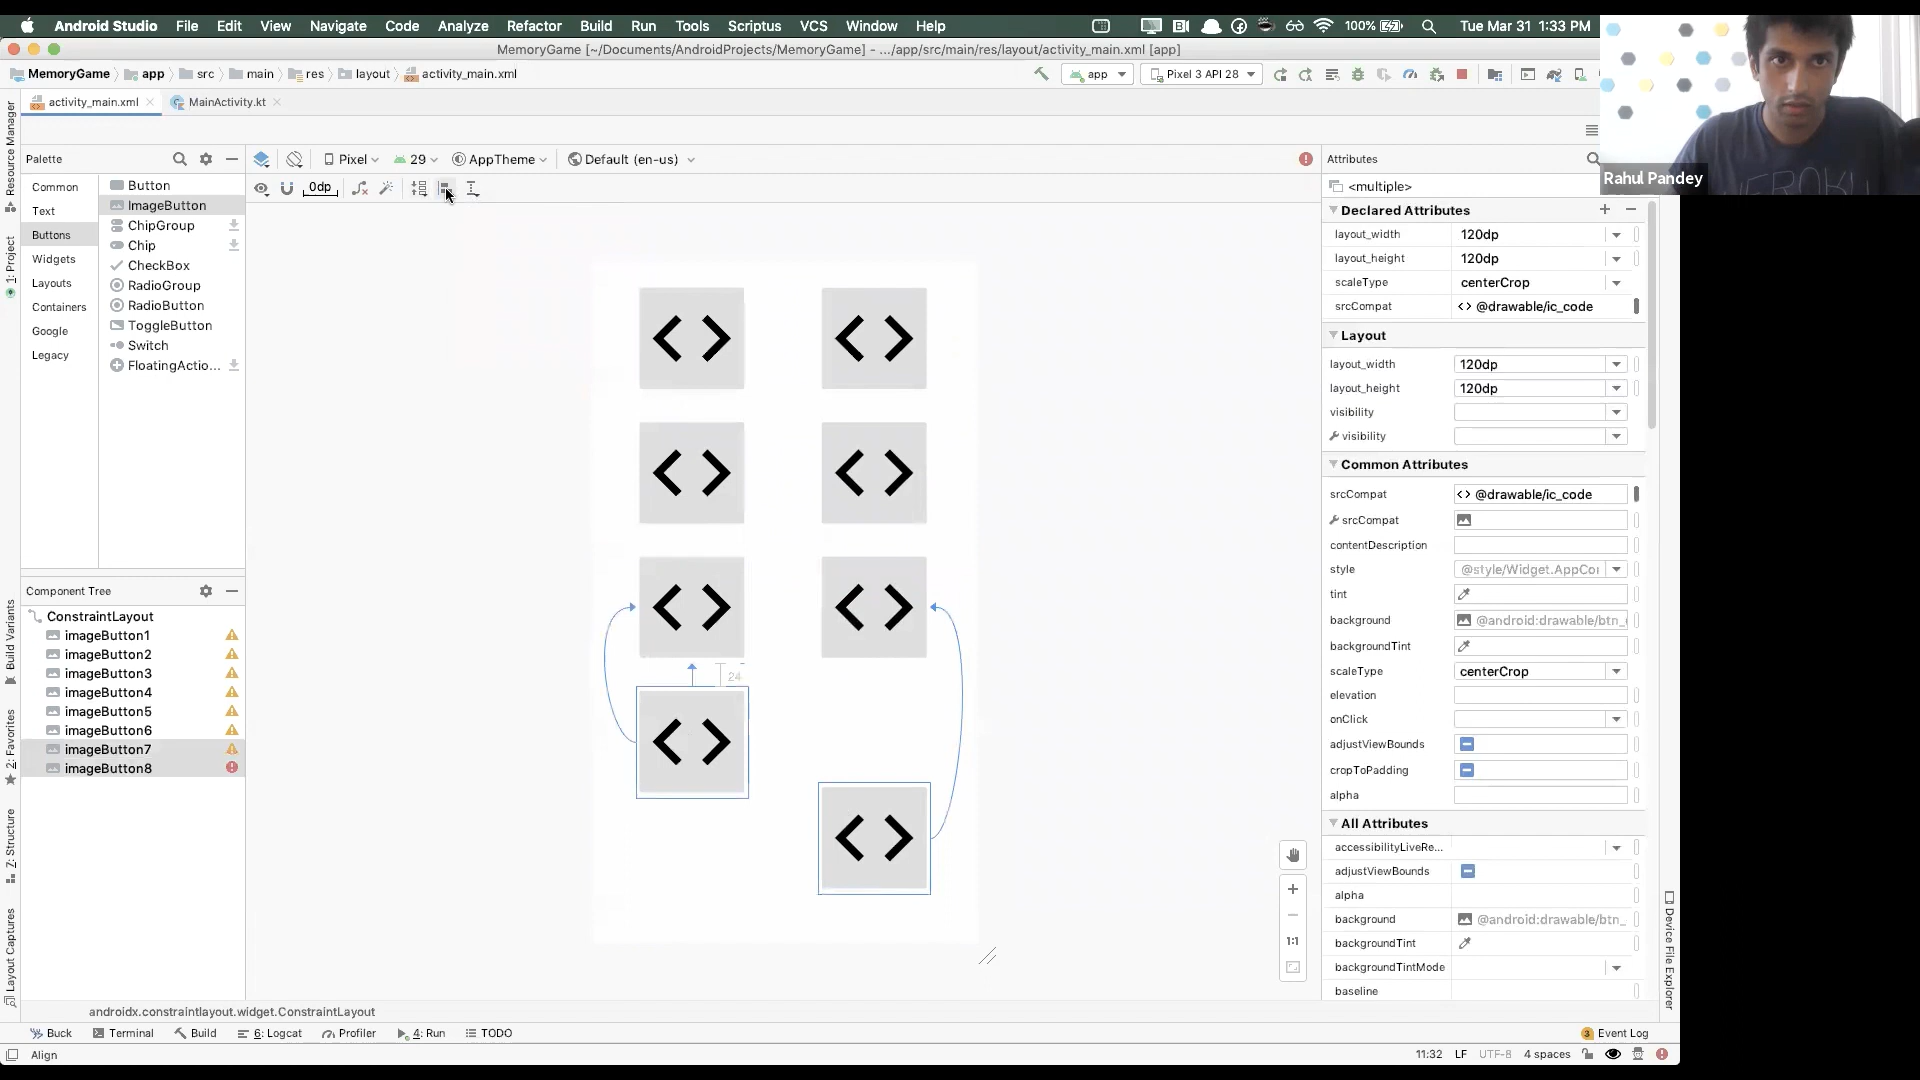 Android Studio File Edit View Navigate Code Analyze Refactor Build Run Tools Scriptus VCS Window Help 100% Tue Mar 31 1:33 PM
MemoryGame [~/Documents/AndroidProjects/MemoryGame] - .../app/src/main/res/layout/activity_main.xml [app]
MemoryGame app src main res layout activity_main.xml app Pixel 3 API 28
activity_main.xml MainActivity.kt
Rahul Pandey
Resource Manager
1: Project
Build Variants
2: Favorites
Z: Structure
Layout Captures
Palette
Common
Text
Buttons
Widgets
Layouts
Containers
Google
Legacy
Button
ImageButton
ChipGroup
Chip
CheckBox
RadioGroup
RadioButton
ToggleButton
Switch
FloatingActio...
Component Tree
ConstraintLayout
imageButton1
imageButton2
imageButton3
imageButton4
imageButton5
imageButton6
imageButton7
imageButton8
Pixel 29 AppTheme Default (en-us)
0dp
24
1:1
Attributes
<multiple>
Declared Attributes
layout_width 120dp
layout_height 120dp
scaleType centerCrop
srcCompat @drawable/ic_code
Layout
layout_width 120dp
layout_height 120dp
visibility
visibility
Common Attributes
srcCompat @drawable/ic_code
srcCompat
contentDescription
style @style/Widget.AppCo
tint
background @android:drawable/btn_
backgroundTint
scaleType centerCrop
elevation
onClick
adjustViewBounds
cropToPadding
alpha
All Attributes
accessibilityLiveRe...
adjustViewBounds
alpha
background @android:drawable/btn_
backgroundTint
backgroundTintMode
baseline
Device File Explorer
androidx.constraintlayout.widget.ConstraintLayout
Buck Terminal Build 6: Logcat Profiler 4: Run TODO 3 Event Log
Align 11:32 LF UTF-8 4 spaces